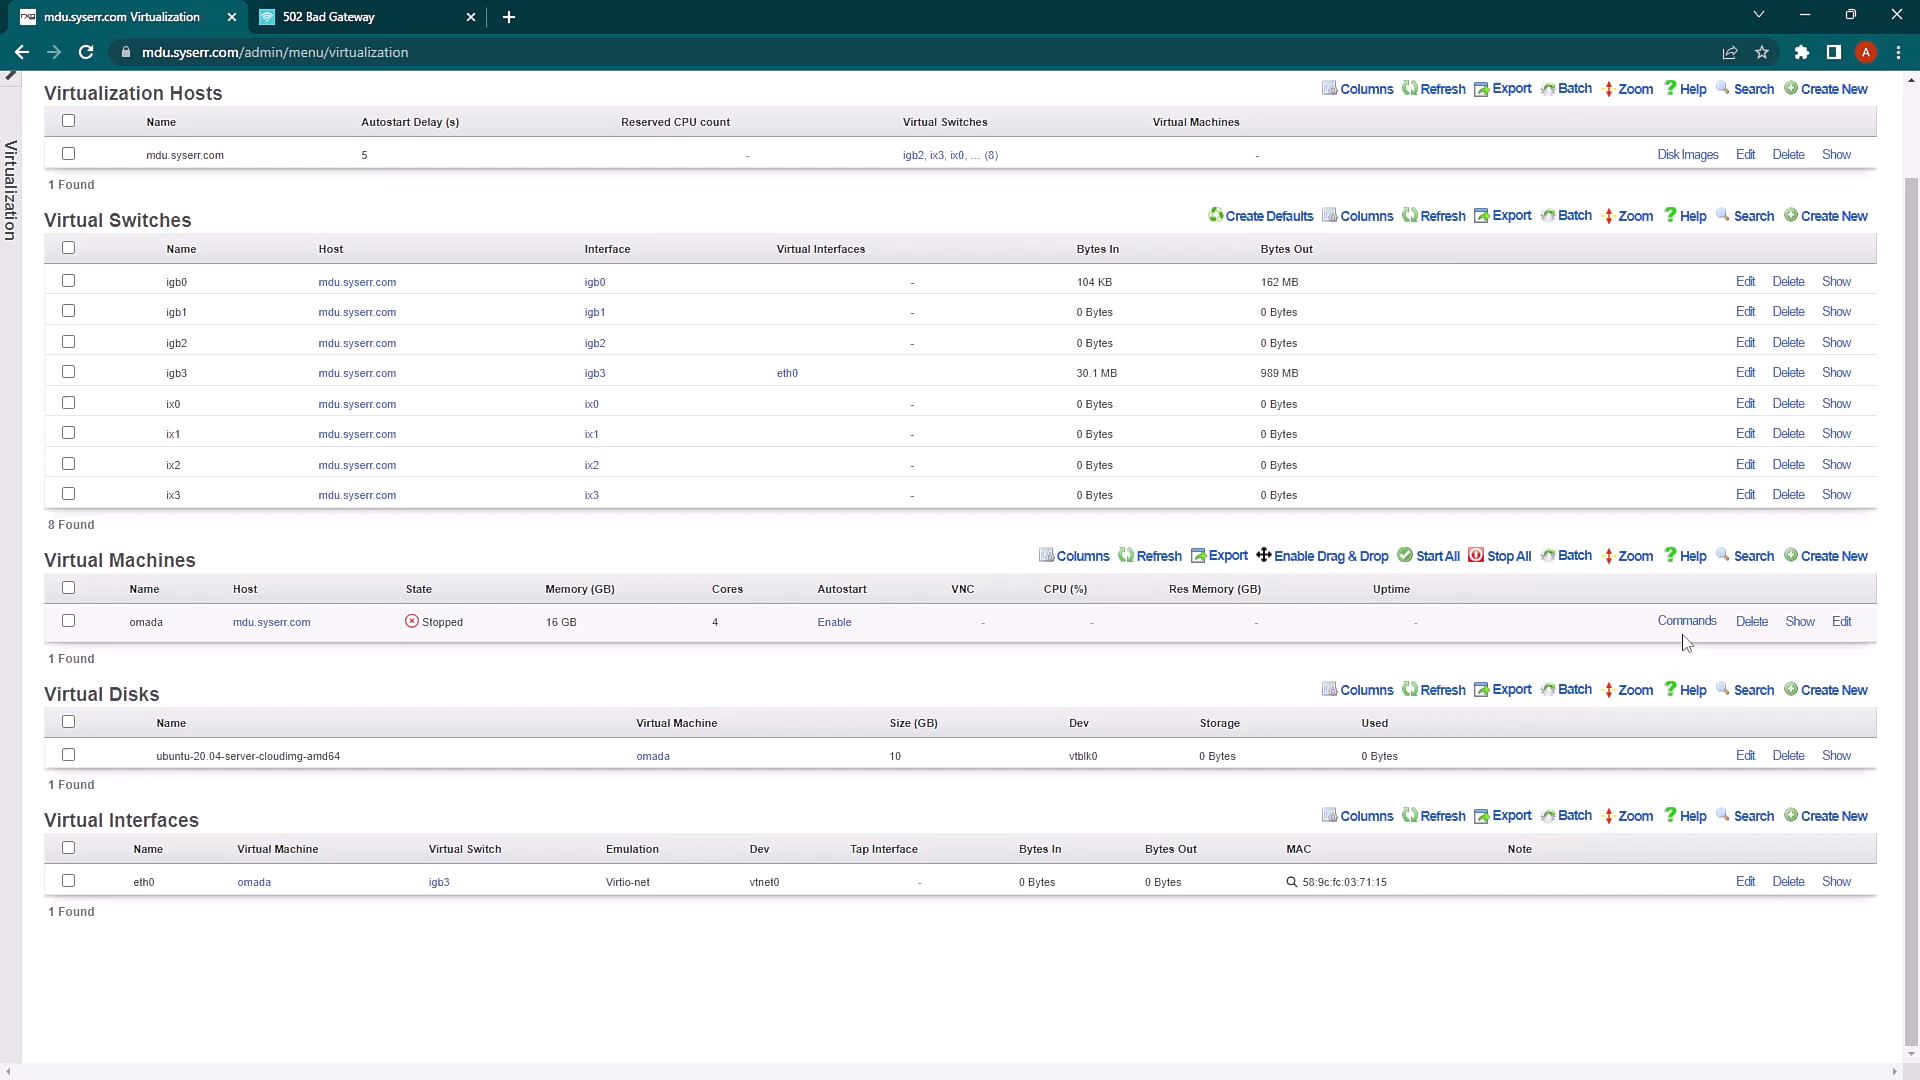 mdu.syserr.com Virtualization
502 Bad Gateway
mdu.syserr.com/admin/menu/virtualization
A
Virtualization
Virtualization Hosts
Columns Refresh Export Batch Zoom Help Search Create New
Name Autostart Delay (s) Reserved CPU count Virtual Switches Virtual Machines
mdu.syserr.com 5 - igb2, ix3, ix0, ... (8) - Disk Images Edit Delete Show
1 Found
Virtual Switches
Create Defaults Columns Refresh Export Batch Zoom Help Search Create New
Name Host Interface Virtual Interfaces Bytes In Bytes Out
igb0 mdu.syserr.com igb0 - 104 KB 162 MB Edit Delete Show
igb1 mdu.syserr.com igb1 - 0 Bytes 0 Bytes Edit Delete Show
igb2 mdu.syserr.com igb2 - 0 Bytes 0 Bytes Edit Delete Show
igb3 mdu.syserr.com igb3 eth0 30.1 MB 989 MB Edit Delete Show
ix0 mdu.syserr.com ix0 - 0 Bytes 0 Bytes Edit Delete Show
ix1 mdu.syserr.com ix1 - 0 Bytes 0 Bytes Edit Delete Show
ix2 mdu.syserr.com ix2 - 0 Bytes 0 Bytes Edit Delete Show
ix3 mdu.syserr.com ix3 - 0 Bytes 0 Bytes Edit Delete Show
8 Found
Virtual Machines
Columns Refresh Export Enable Drag & Drop Start All Stop All Batch Zoom Help Search Create New
Name Host State Memory (GB) Cores Autostart VNC CPU (%) Res Memory (GB) Uptime
omada mdu.syserr.com Stopped 16 GB 4 Enable - - - - Commands Delete Show Edit
1 Found
Virtual Disks
Columns Refresh Export Batch Zoom Help Search Create New
Name Virtual Machine Size (GB) Dev Storage Used
ubuntu-20.04-server-cloudimg-amd64 omada 10 vtblk0 0 Bytes 0 Bytes Edit Delete Show
1 Found
Virtual Interfaces
Columns Refresh Export Batch Zoom Help Search Create New
Name Virtual Machine Virtual Switch Emulation Dev Tap Interface Bytes In Bytes Out MAC Note
eth0 omada igb3 Virtio-net vtnet0 - 0 Bytes 0 Bytes 58:9c:fc:03:71:15 Edit Delete Show
1 Found